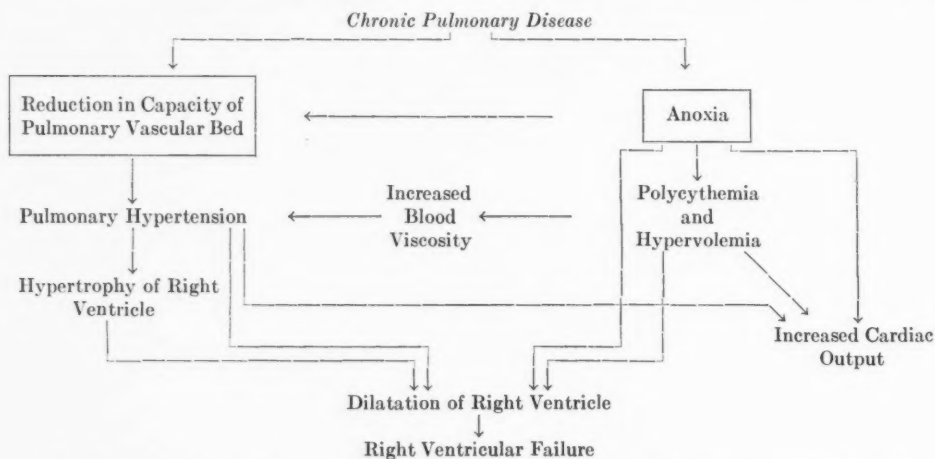 Chronic Pulmonary Disease
Reduction in Capacity of
Pulmonary Vascular Bed
Anoxia
Pulmonary Hypertension
Increased
Blood
Viscosity
Polycythemia
and
Hypervolemia
Hypertrophy of Right
Ventricle
Increased Cardiac
Output
Dilatation of Right Ventricle
Right Ventricular Failure